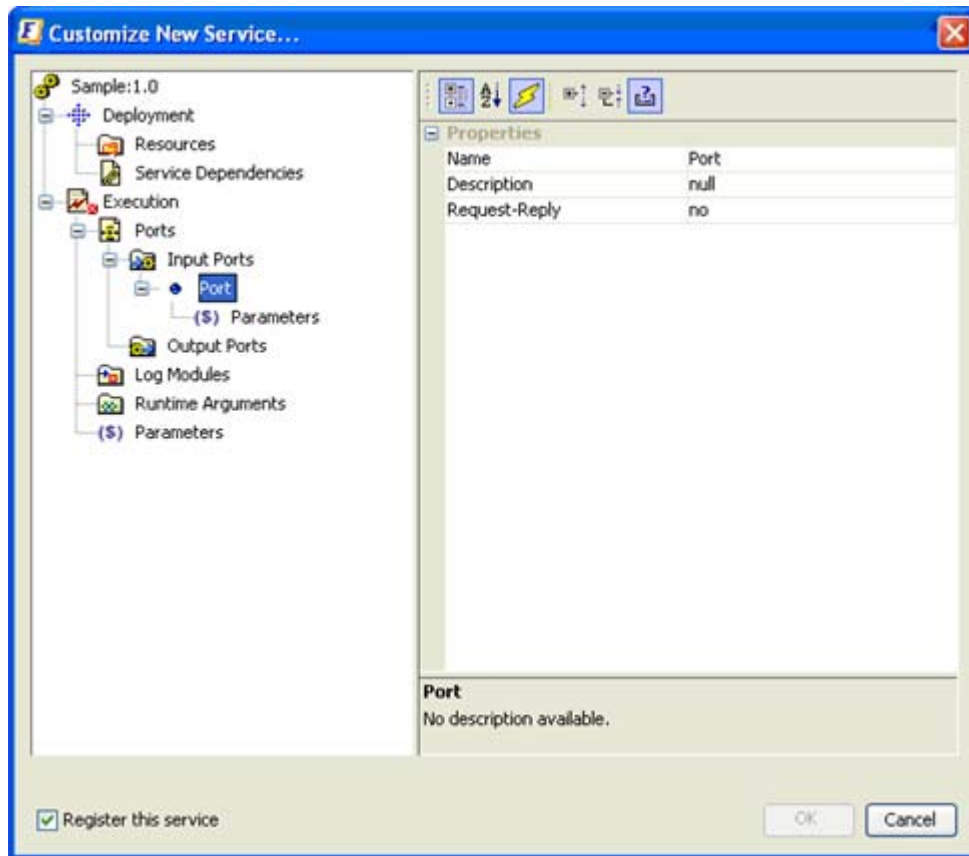 Customize New Service...
Sample:1.0
Deployment
Resources
Service Dependencies
Execution
Ports
Input Ports
Port
($) Parameters
Output Ports
Log Modules
Runtime Arguments
($) Parameters
Properties
Name Port
Description null
Request-Reply no
Port
No description available.
Register this service
OK
Cancel